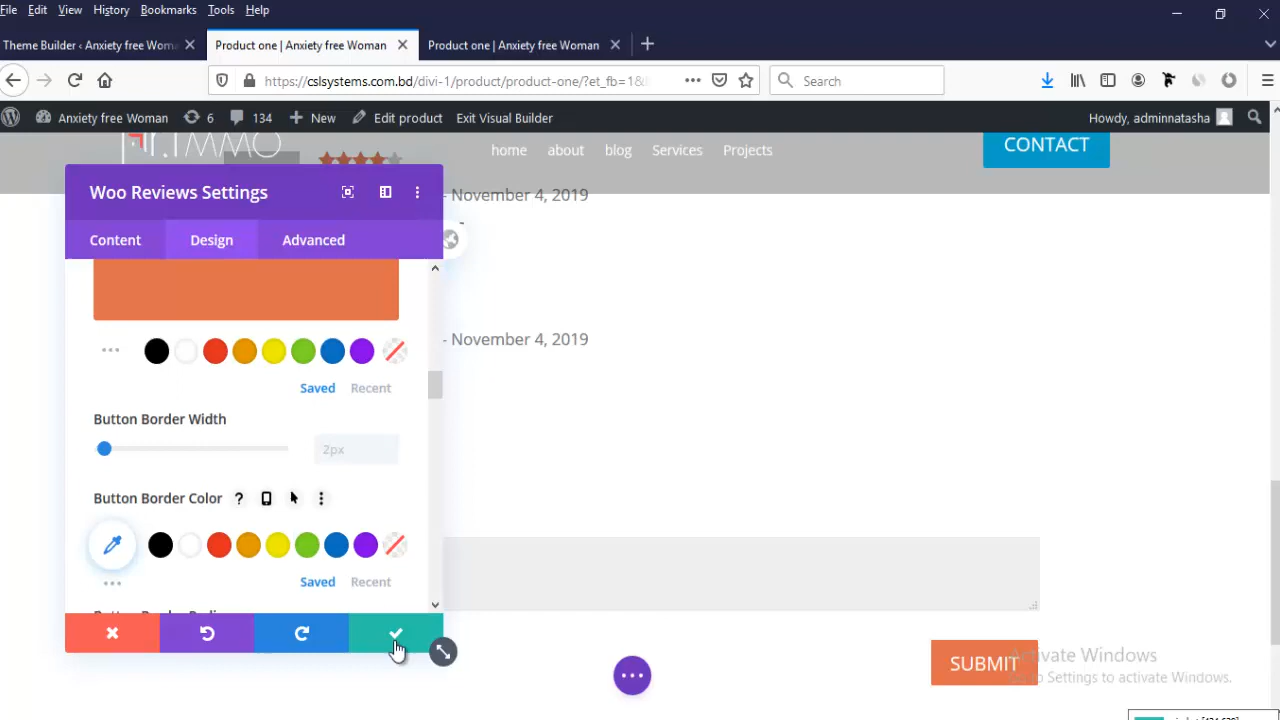 File Edit View History Bookmarks Tools Help
Theme Builder ‹ Anxiety free Wom
Product one | Anxiety free Woman
Product one | Anxiety free Woman
https://cslsystems.com.bd/divi-1/product/product-one/?et_fb=1&
Search
Anxiety free Woman 6 134 New Edit product Exit Visual Builder Howdy, adminnatasha
home about blog Services Projects
CONTACT
Woo Reviews Settings
- November 4, 2019
Content Design Advanced
- November 4, 2019
Saved Recent
Button Border Width
2px
Button Border Color ?
Saved Recent
SUBMIT
Activate Windows
Go to Settings to activate Windows.